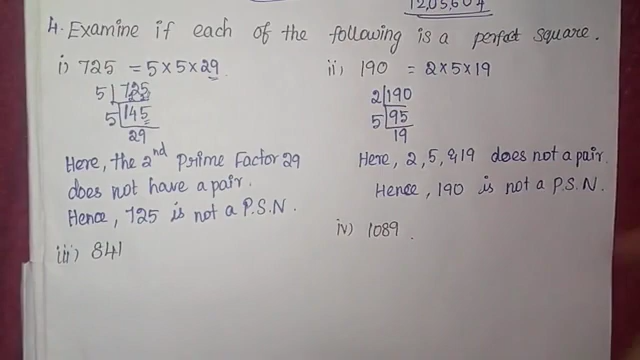 12,05,604
4. Examine if each of the following is a perfect square.
i) 725 = 5 × 5 × 29
5 | 725
5 | 145
29
Here, the 2nd Prime Factor 29
does not have a pair.
Hence, 725 is not a P.S.N.
ii) 190 = 2 × 5 × 19
2 | 190
5 | 95
19
Here, 2, 5, & 19 does not a pair.
Hence, 190 is not a P.S.N.
iii) 841
iv) 1089.